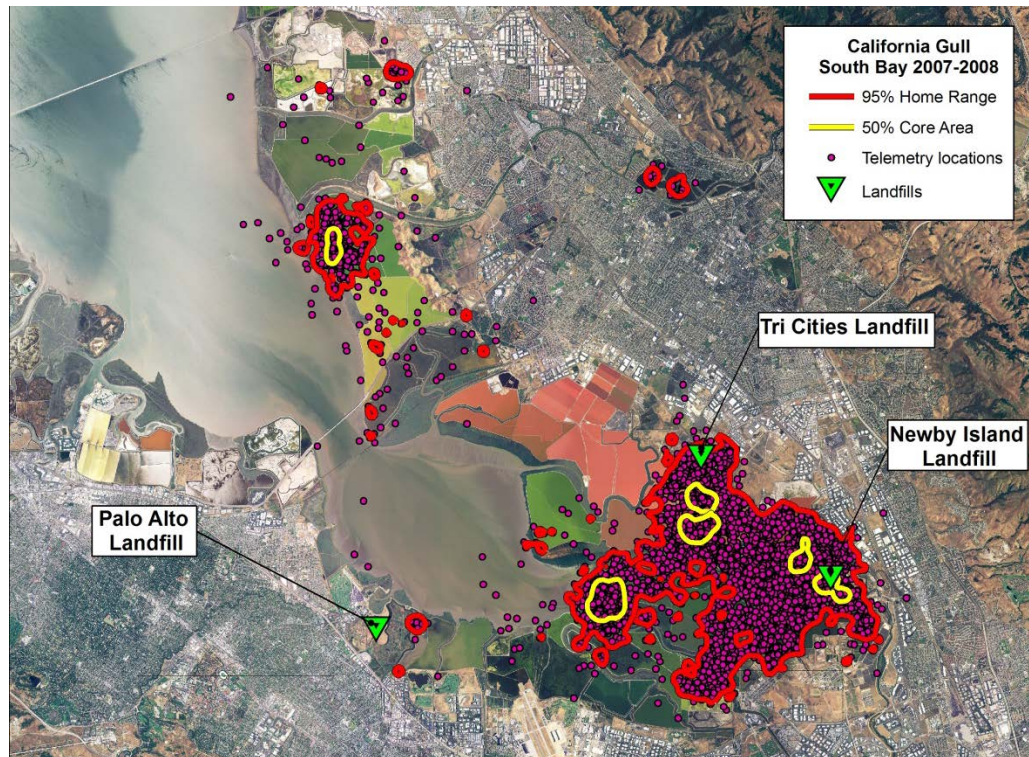 California Gull
South Bay 2007-2008
95% Home Range
50% Core Area
Telemetry locations
Landfills
Tri Cities Landfill
Newby Island
Landfill
Palo Alto
Landfill